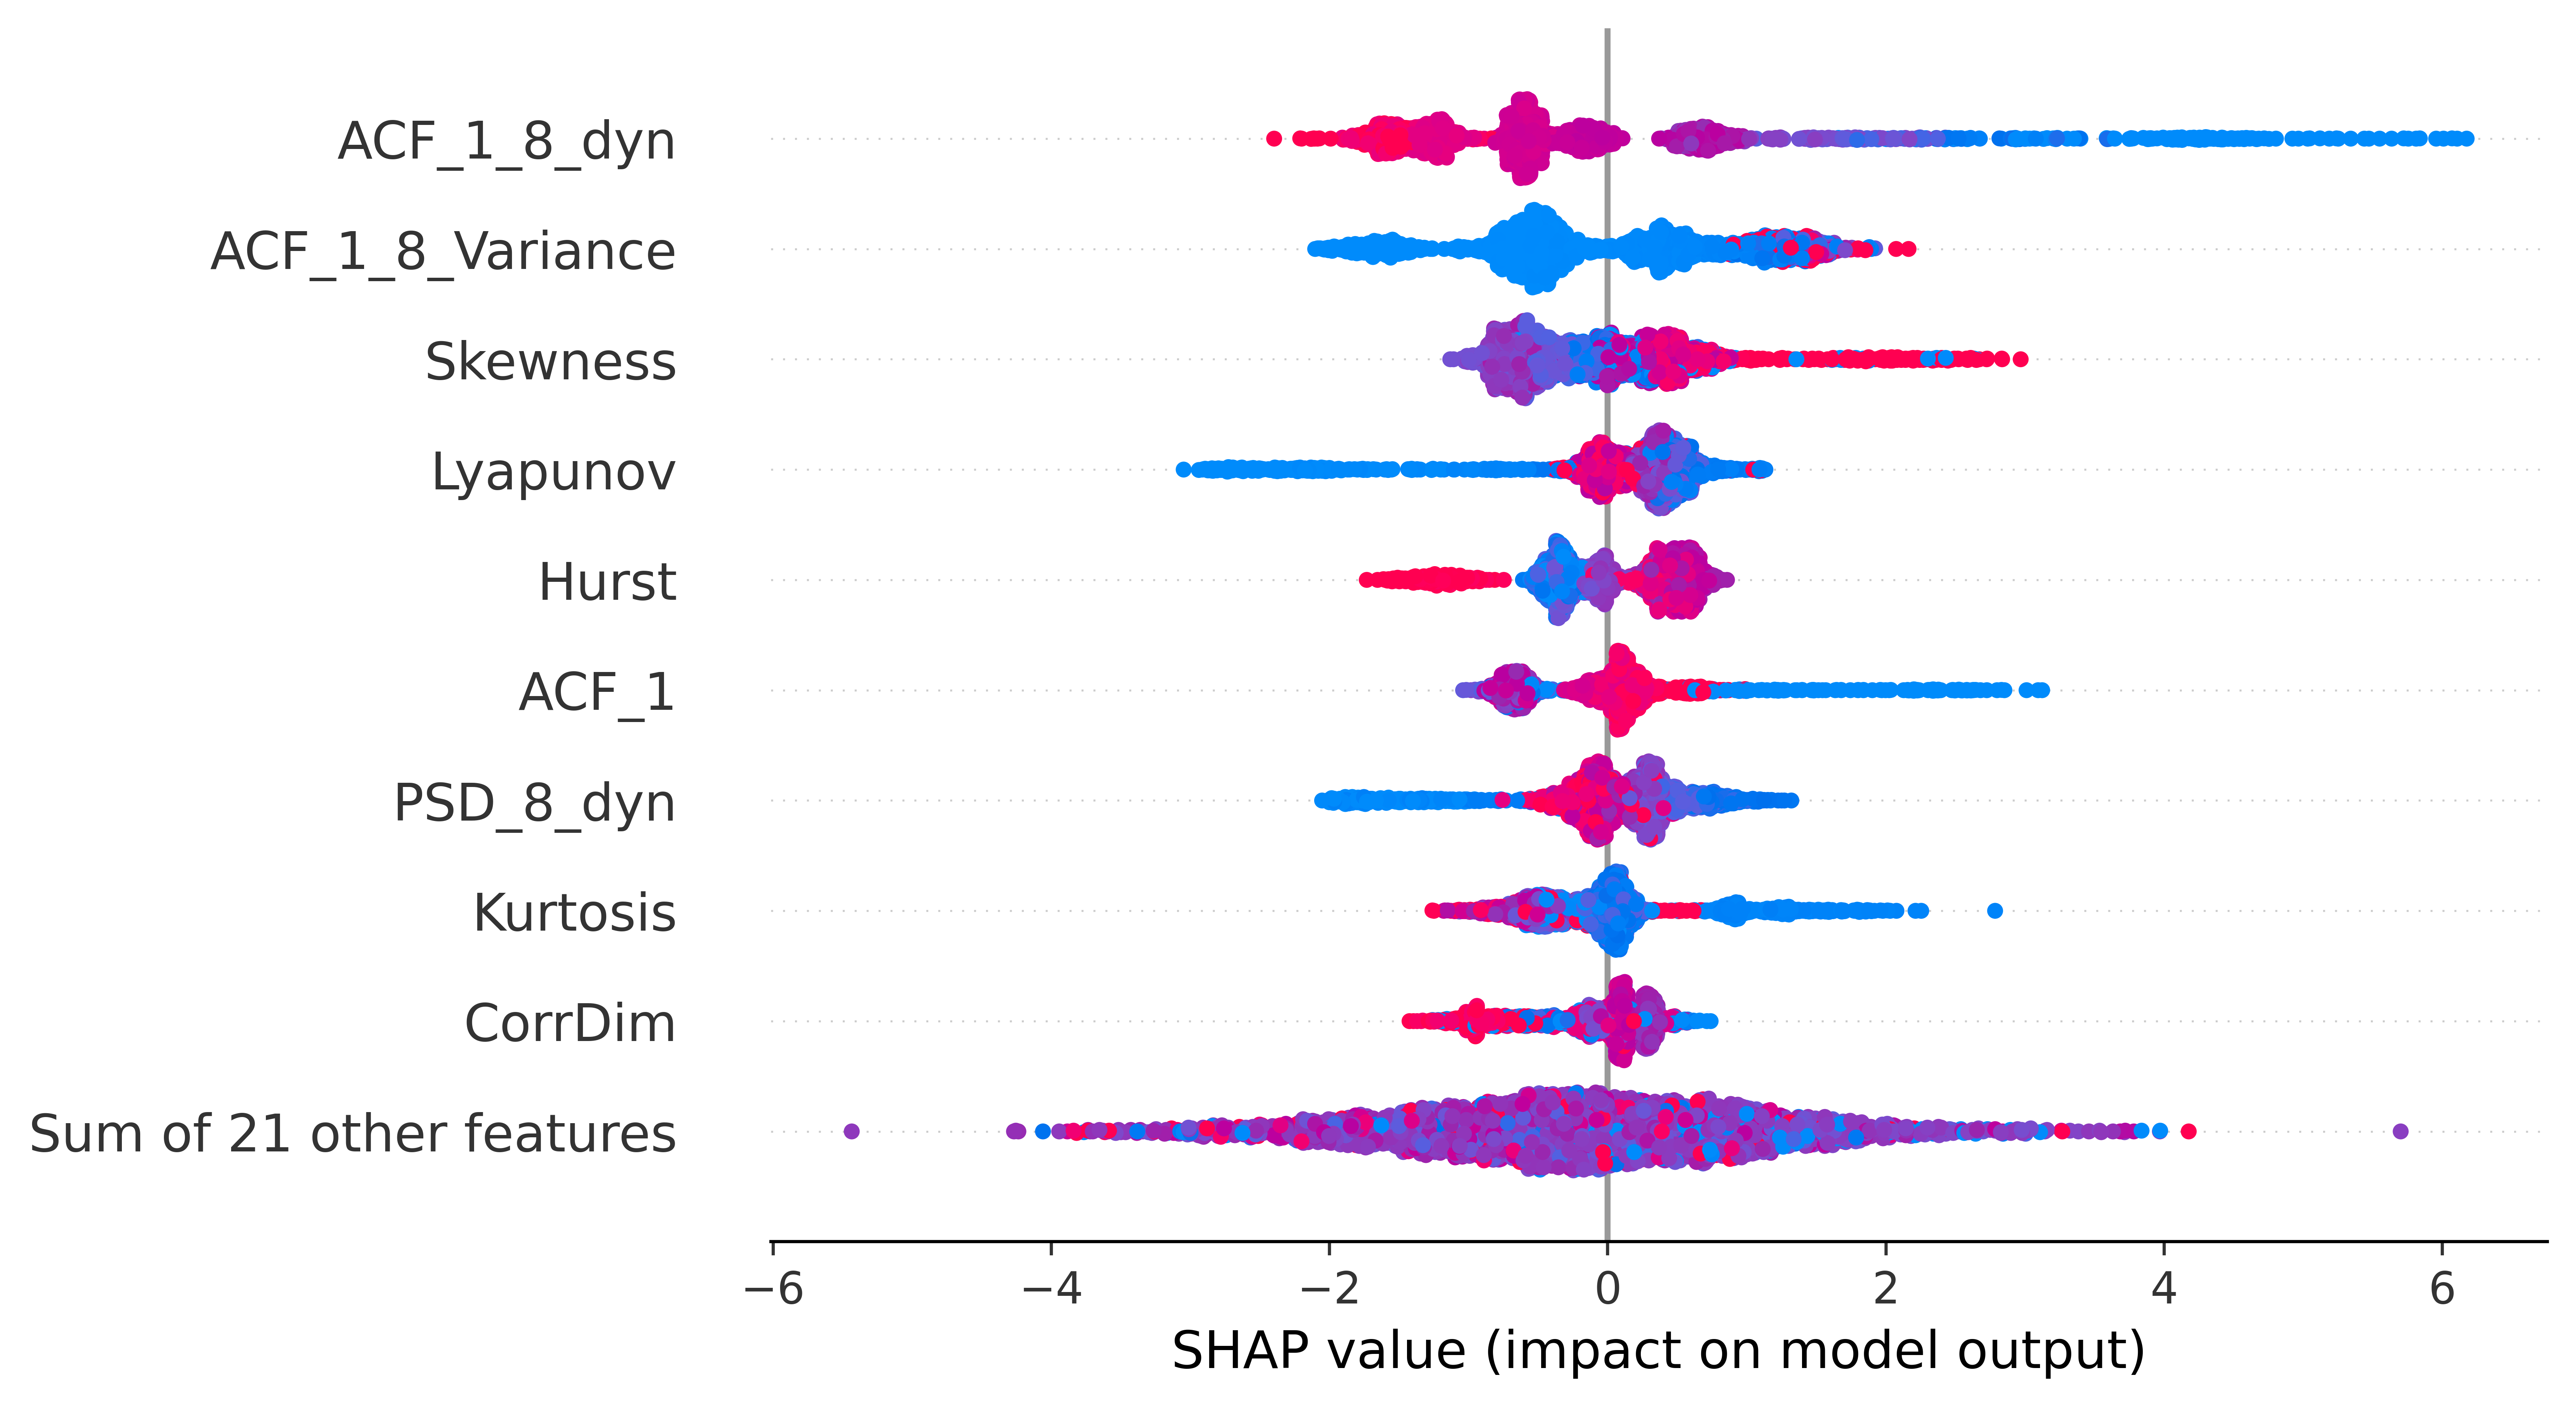 ACF_1_8_dyn
ACF_1_8_Variance
Skewness
Lyapunov
Hurst
ACF_1
PSD_8_dyn
Kurtosis
CorrDim
Sum of 21 other features
−6 −4 −2 0 2 4 6
SHAP value (impact on model output)